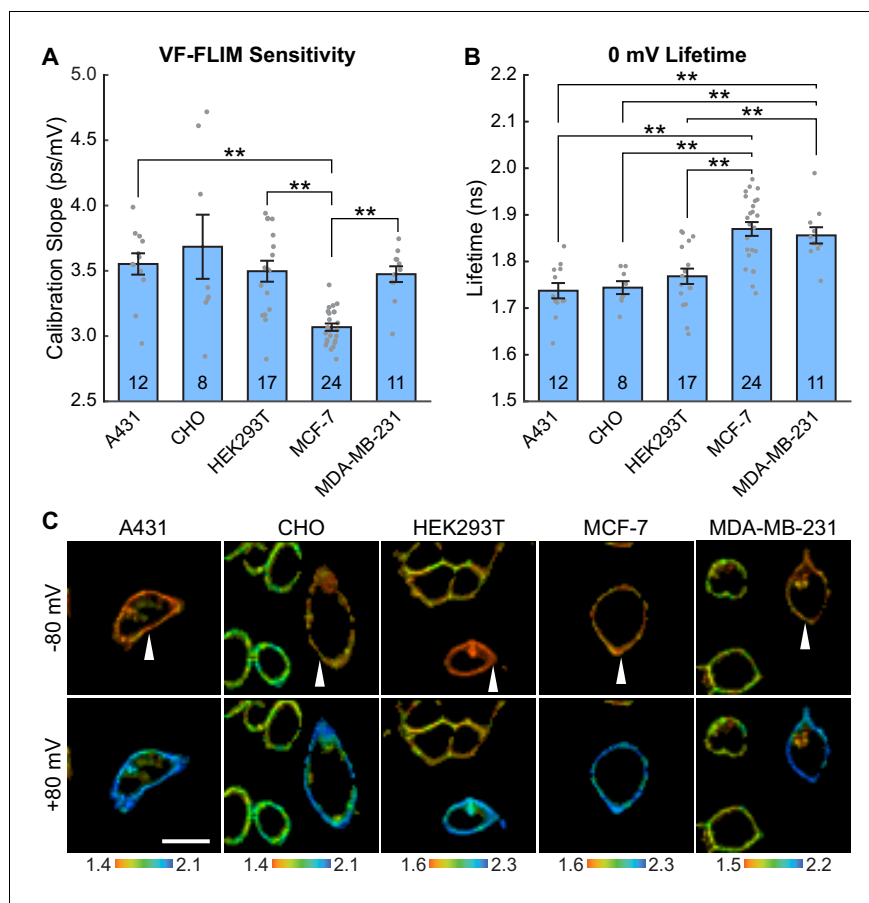 A VF-FLIM Sensitivity
Calibration Slope (ps/mV)
5.0
4.5
4.0
3.5
3.0
2.5
**
** **
12 8 17 24 11
A431 CHO HEK293T MCF-7 MDA-MB-231
B 0 mV Lifetime
Lifetime (ns)
2.2
2.1
2.0
1.9
1.8
1.7
1.6
1.5
**
**
** **
**
**
12 8 17 24 11
A431 CHO HEK293T MCF-7 MDA-MB-231
C A431 CHO HEK293T MCF-7 MDA-MB-231
-80 mV
+80 mV
1.4 2.1 1.4 2.1 1.6 2.3 1.6 2.3 1.5 2.2